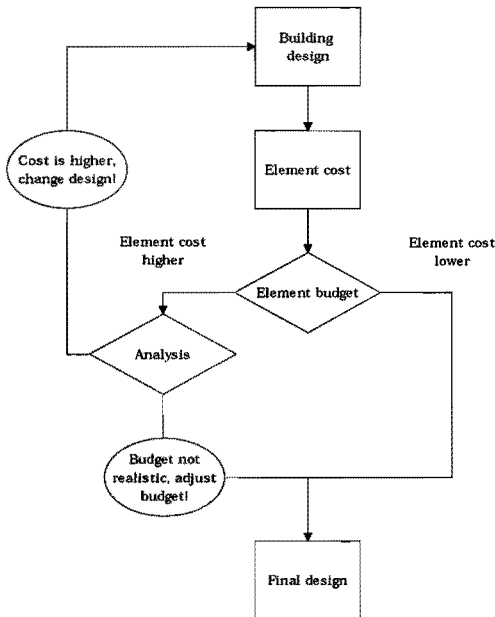 Building
design
Cost is higher,
change design!
Element cost
Element cost
higher
Element cost
lower
Element budget
Analysis
Budget not
realistic, adjust
budget!
Final design